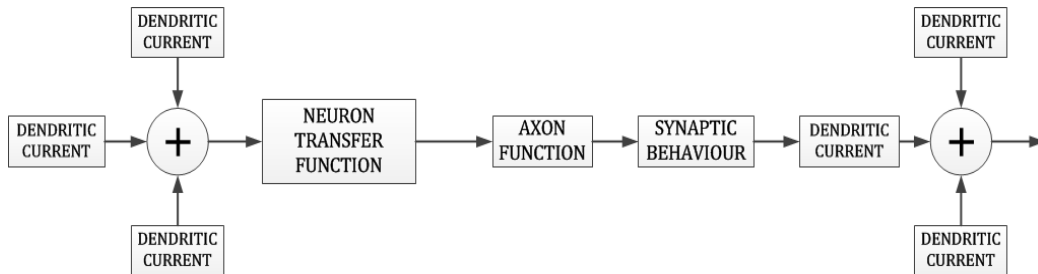 DENDRITIC
CURRENT
DENDRITIC
CURRENT
DENDRITIC
CURRENT
+
NEURON
TRANSFER
FUNCTION
AXON
FUNCTION
SYNAPTIC
BEHAVIOUR
DENDRITIC
CURRENT
DENDRITIC
CURRENT
+
DENDRITIC
CURRENT
DENDRITIC
CURRENT